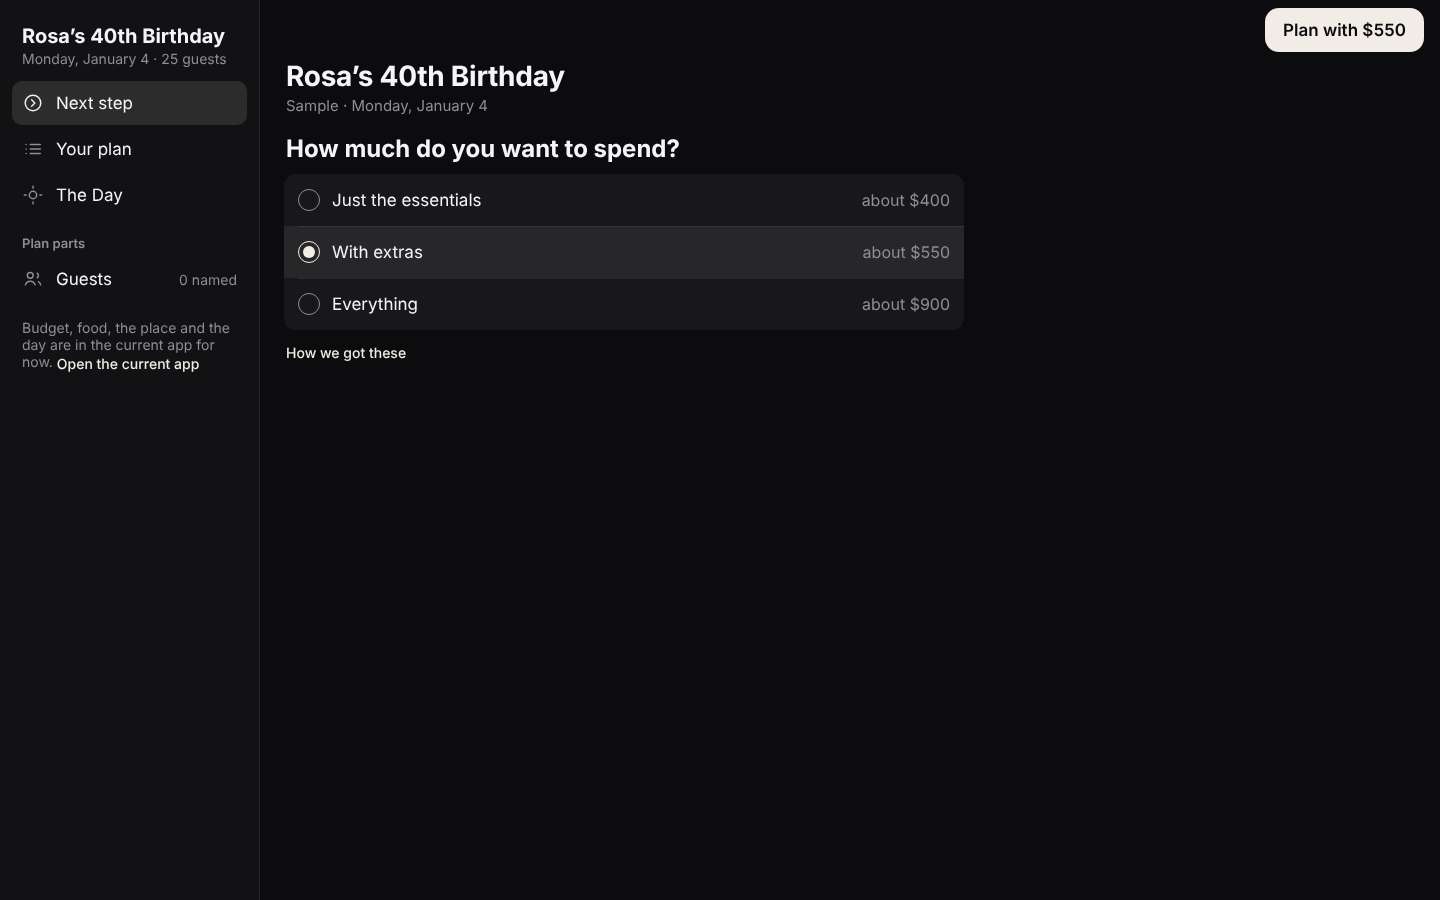 Rosa’s 40th Birthday
Monday, January 4 · 25 guests
Next step
Your plan
The Day
Plan parts
Guests 0 named
Budget, food, the place and the
day are in the current app for
now. Open the current app
Plan with $550
Rosa’s 40th Birthday
Sample · Monday, January 4
How much do you want to spend?
Just the essentials about $400
With extras about $550
Everything about $900
How we got these